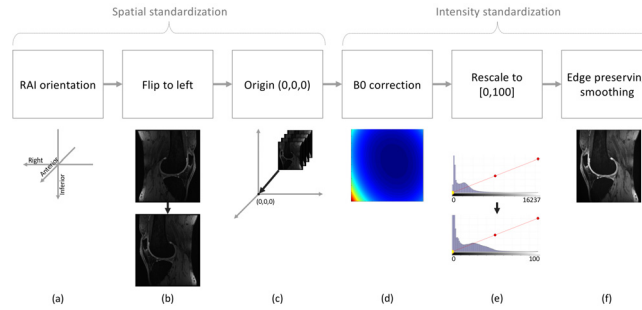 Spatial standardization
Intensity standardization
RAI orientation
Flip to left
Origin (0,0,0)
B0 correction
Rescale to
[0,100]
Edge preservin
smoothing
Right
Anterior
Inferior
(0,0,0)
0
16237
0
100
(a)
(b)
(c)
(d)
(e)
(f)